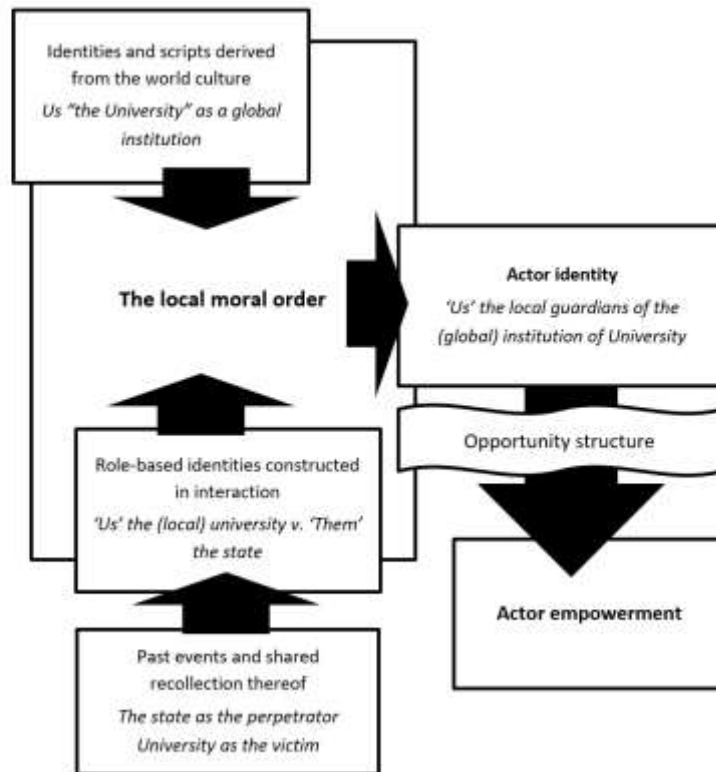 Identities and scripts derived
from the world culture
Us "the University" as a global
institution
The local moral order
Actor identity
'Us' the local guardians of the
(global) institution of University
Opportunity structure
Role-based identities constructed
in interaction
'Us' the (local) university v. 'Them'
the state
Actor empowerment
Past events and shared
recollection thereof
The state as the perpetrator
University as the victim